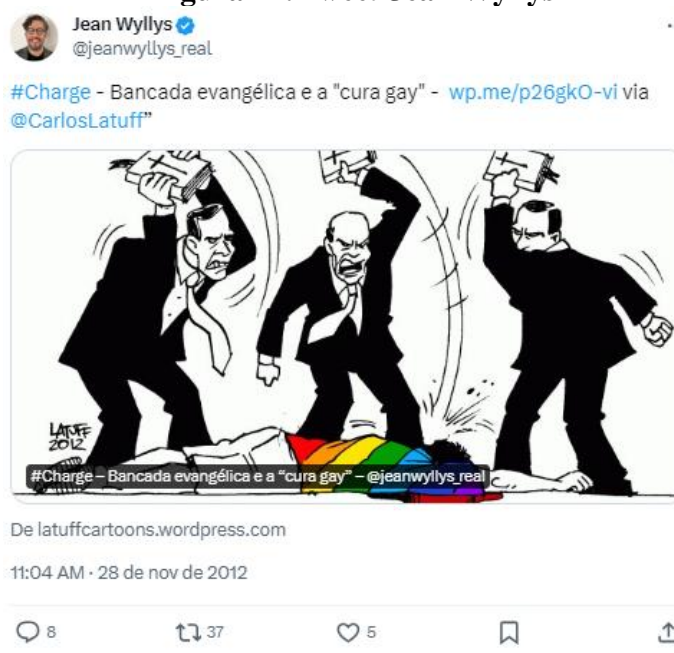 Jean Wyllys
@jeanwyllys_real
#Charge - Bancada evangélica e a "cura gay" - wp.me/p26gkO-vi via
@CarlosLatuff”
LATUFF
2012
#Charge – Bancada evangélica e a “cura gay” – @jeanwyllys_real
De latuffcartoons.wordpress.com
11:04 AM · 28 de nov de 2012
8 37 5